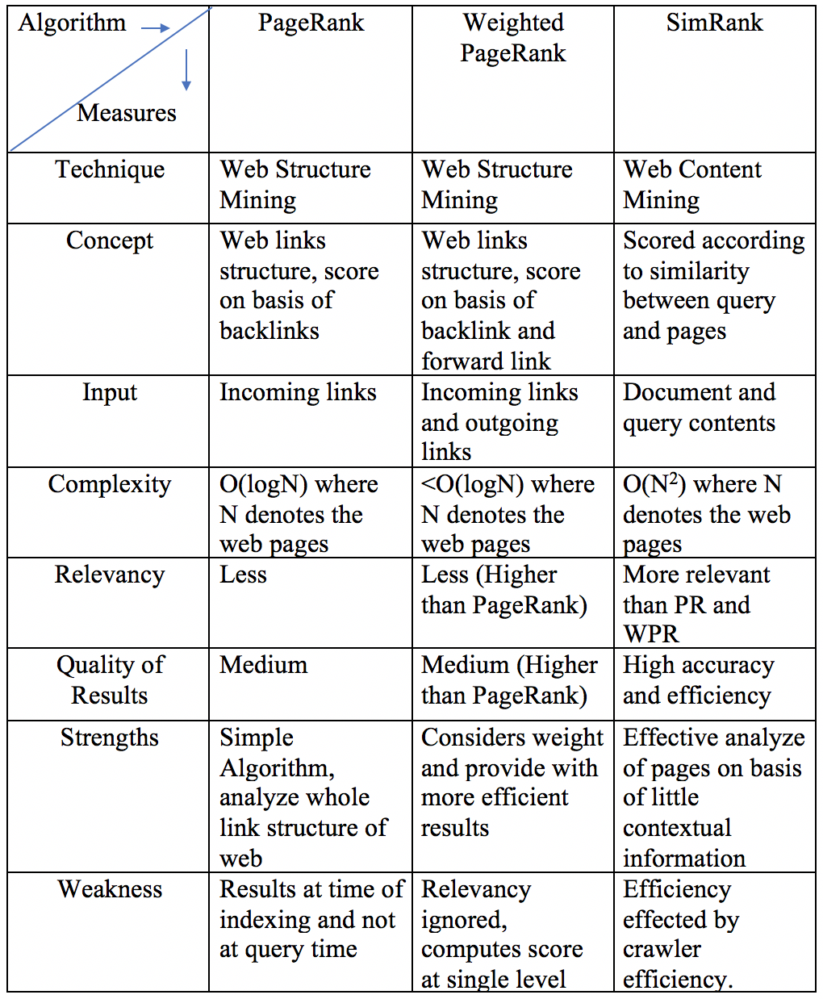 Algorithm
Measures
PageRank
Weighted
PageRank
SimRank
Technique
Web Structure
Mining
Web Structure
Mining
Web Content
Mining
Concept
Web links
structure, score
on basis of
backlinks
Web links
structure, score
on basis of
backlink and
forward link
Scored according
to similarity
between query
and pages
Input
Incoming links
Incoming links
and outgoing
links
Document and
query contents
Complexity
O(logN) where
N denotes the
web pages
<O(logN) where
N denotes the
web pages
O(N²) where N
denotes the web
pages
Relevancy
Less
Less (Higher
than PageRank)
More relevant
than PR and
WPR
Quality of
Results
Medium
Medium (Higher
than PageRank)
High accuracy
and efficiency
Strengths
Simple
Algorithm,
analyze whole
link structure of
web
Considers weight
and provide with
more efficient
results
Effective analyze
of pages on basis
of little
contextual
information
Weakness
Results at time of
indexing and not
at query time
Relevancy
ignored,
computes score
at single level
Efficiency
effected by
crawler
efficiency.